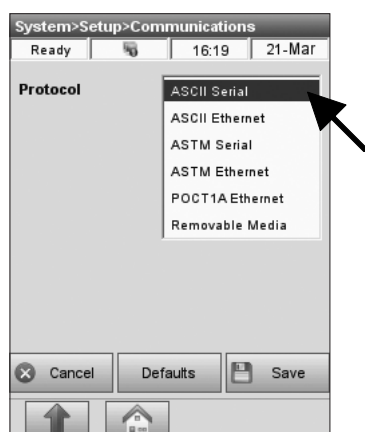 System>Setup>Communications
Ready 16:19 21-Mar
Protocol ASCII Serial
ASCII Ethernet
ASTM Serial
ASTM Ethernet
POCT1A Ethernet
Removable Media
Cancel Defaults Save